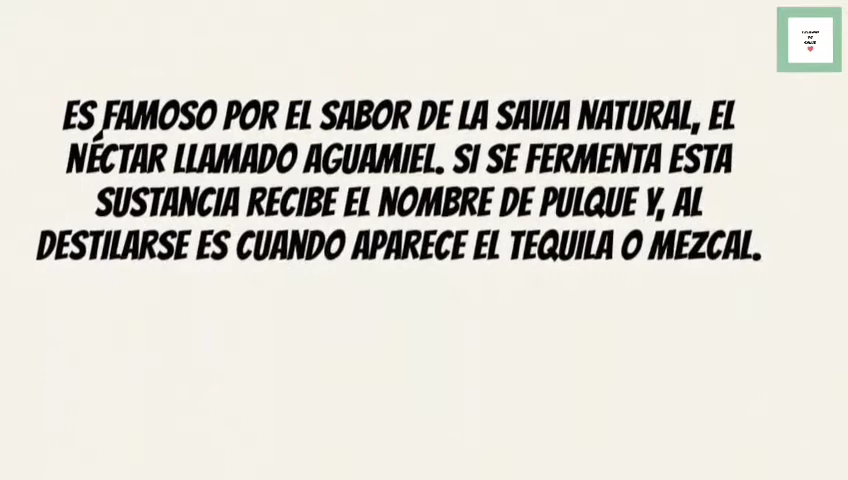 ES FAMOSO POR EL SABOR DE LA SAVIA NATURAL, EL
NÉCTAR LLAMADO AGUAMIEL. SI SE FERMENTA ESTA
SUSTANCIA RECIBE EL NOMBRE DE PULQUE Y, AL
DESTILARSE ES CUANDO APARECE EL TEQUILA O MEZCAL.